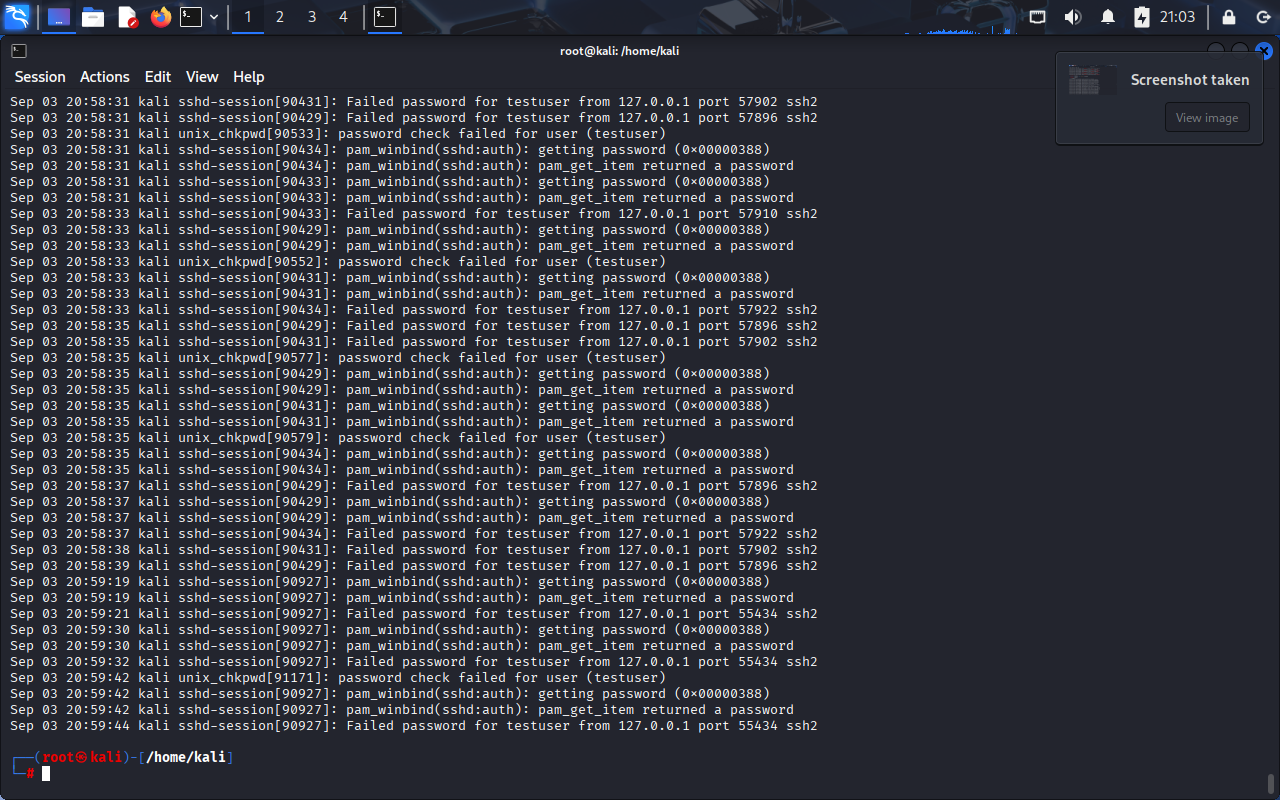 1 2 3 4 21:03
root@kali: /home/kali
Session Actions Edit View Help
Screenshot taken
View image
Sep 03 20:58:31 kali sshd-session[90431]: Failed password for testuser from 127.0.0.1 port 57902 ssh2
Sep 03 20:58:31 kali sshd-session[90429]: Failed password for testuser from 127.0.0.1 port 57896 ssh2
Sep 03 20:58:31 kali unix_chkpwd[90533]: password check failed for user (testuser)
Sep 03 20:58:31 kali sshd-session[90434]: pam_winbind(sshd:auth): getting password (0×00000388)
Sep 03 20:58:31 kali sshd-session[90434]: pam_winbind(sshd:auth): pam_get_item returned a password
Sep 03 20:58:31 kali sshd-session[90433]: pam_winbind(sshd:auth): getting password (0×00000388)
Sep 03 20:58:31 kali sshd-session[90433]: pam_winbind(sshd:auth): pam_get_item returned a password
Sep 03 20:58:33 kali sshd-session[90433]: Failed password for testuser from 127.0.0.1 port 57910 ssh2
Sep 03 20:58:33 kali sshd-session[90429]: pam_winbind(sshd:auth): getting password (0×00000388)
Sep 03 20:58:33 kali sshd-session[90429]: pam_winbind(sshd:auth): pam_get_item returned a password
Sep 03 20:58:33 kali unix_chkpwd[90552]: password check failed for user (testuser)
Sep 03 20:58:33 kali sshd-session[90431]: pam_winbind(sshd:auth): getting password (0×00000388)
Sep 03 20:58:33 kali sshd-session[90431]: pam_winbind(sshd:auth): pam_get_item returned a password
Sep 03 20:58:33 kali sshd-session[90434]: Failed password for testuser from 127.0.0.1 port 57922 ssh2
Sep 03 20:58:35 kali sshd-session[90429]: Failed password for testuser from 127.0.0.1 port 57896 ssh2
Sep 03 20:58:35 kali sshd-session[90431]: Failed password for testuser from 127.0.0.1 port 57902 ssh2
Sep 03 20:58:35 kali unix_chkpwd[90577]: password check failed for user (testuser)
Sep 03 20:58:35 kali sshd-session[90429]: pam_winbind(sshd:auth): getting password (0×00000388)
Sep 03 20:58:35 kali sshd-session[90429]: pam_winbind(sshd:auth): pam_get_item returned a password
Sep 03 20:58:35 kali sshd-session[90431]: pam_winbind(sshd:auth): getting password (0×00000388)
Sep 03 20:58:35 kali sshd-session[90431]: pam_winbind(sshd:auth): pam_get_item returned a password
Sep 03 20:58:35 kali unix_chkpwd[90579]: password check failed for user (testuser)
Sep 03 20:58:35 kali sshd-session[90434]: pam_winbind(sshd:auth): getting password (0×00000388)
Sep 03 20:58:35 kali sshd-session[90434]: pam_winbind(sshd:auth): pam_get_item returned a password
Sep 03 20:58:37 kali sshd-session[90429]: Failed password for testuser from 127.0.0.1 port 57896 ssh2
Sep 03 20:58:37 kali sshd-session[90429]: pam_winbind(sshd:auth): getting password (0×00000388)
Sep 03 20:58:37 kali sshd-session[90429]: pam_winbind(sshd:auth): pam_get_item returned a password
Sep 03 20:58:37 kali sshd-session[90434]: Failed password for testuser from 127.0.0.1 port 57922 ssh2
Sep 03 20:58:38 kali sshd-session[90431]: Failed password for testuser from 127.0.0.1 port 57902 ssh2
Sep 03 20:58:39 kali sshd-session[90429]: Failed password for testuser from 127.0.0.1 port 57896 ssh2
Sep 03 20:59:19 kali sshd-session[90927]: pam_winbind(sshd:auth): getting password (0×00000388)
Sep 03 20:59:19 kali sshd-session[90927]: pam_winbind(sshd:auth): pam_get_item returned a password
Sep 03 20:59:21 kali sshd-session[90927]: Failed password for testuser from 127.0.0.1 port 55434 ssh2
Sep 03 20:59:30 kali sshd-session[90927]: pam_winbind(sshd:auth): getting password (0×00000388)
Sep 03 20:59:30 kali sshd-session[90927]: pam_winbind(sshd:auth): pam_get_item returned a password
Sep 03 20:59:32 kali sshd-session[90927]: Failed password for testuser from 127.0.0.1 port 55434 ssh2
Sep 03 20:59:42 kali unix_chkpwd[91171]: password check failed for user (testuser)
Sep 03 20:59:42 kali sshd-session[90927]: pam_winbind(sshd:auth): getting password (0×00000388)
Sep 03 20:59:42 kali sshd-session[90927]: pam_winbind(sshd:auth): pam_get_item returned a password
Sep 03 20:59:44 kali sshd-session[90927]: Failed password for testuser from 127.0.0.1 port 55434 ssh2
┌──(root㉿kali)-[/home/kali]
└─#